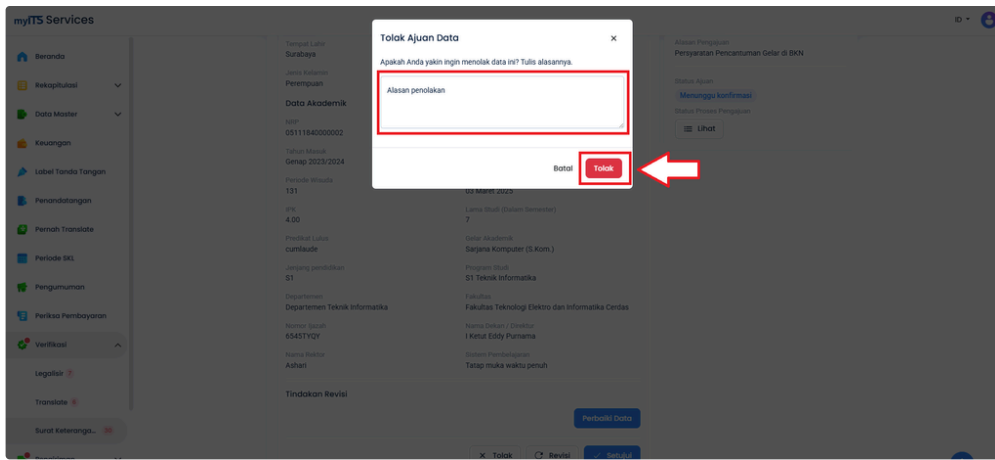 myITS Services
ID
Beranda
Rekapitulasi
Data Master
Keuangan
Label Tanda Tangan
Penandatangan
Pernah Translate
Periode SKL
Pengumuman
Periksa Pembayaran
Verifikasi
Legalisir
Translate
Surat Keteranga...
Tolak Ajuan Data
×
Apakah Anda yakin ingin menolak data ini? Tulis alasannya.
Alasan penolakan
Batal
Tolak
Tempat Lahir
Surabaya
Jenis Kelamin
Perempuan
Data Akademik
NRP
05111840000002
Tahun Masuk
Genap 2023/2024
Periode Wisuda
131
03 Maret 2025
IPK
4.00
Lama Studi (Dalam Semester)
7
Predikat Lulus
cumlaude
Gelar Akademik
Sarjana Komputer (S.Kom.)
Jenjang pendidikan
S1
Program Studi
S1 Teknik Informatika
Departemen
Departemen Teknik Informatika
Fakultas
Fakultas Teknologi Elektro dan Informatika Cerdas
Nomor Ijazah
6545TYQY
Nama Dekan / Direktur
I Ketut Eddy Purnama
Nama Rektor
Ashari
Sistem Pembelajaran
Tatap muka waktu penuh
Tindakan Revisi
Perbaiki Data
Tolak
Revisi
Setujui
Alasan Pengajuan
Persyaratan Pencantuman Gelar di BKN
Status Ajuan
Menunggu konfirmasi
Status Proses Pengajuan
Lihat